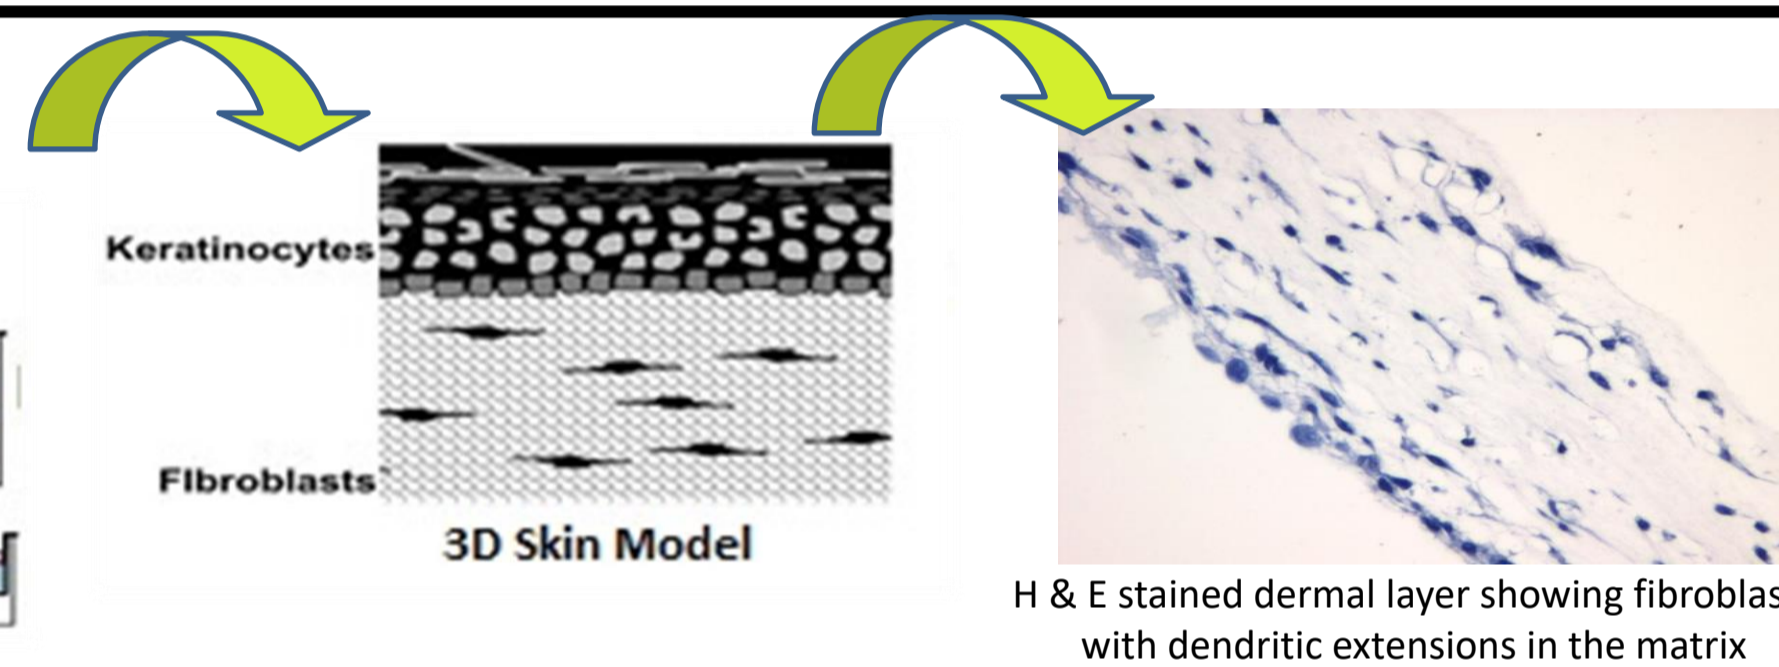 Keratinocytes
FIbroblasts
3D Skin Model
H & E stained dermal layer showing fibroblas
with dendritic extensions in the matrix